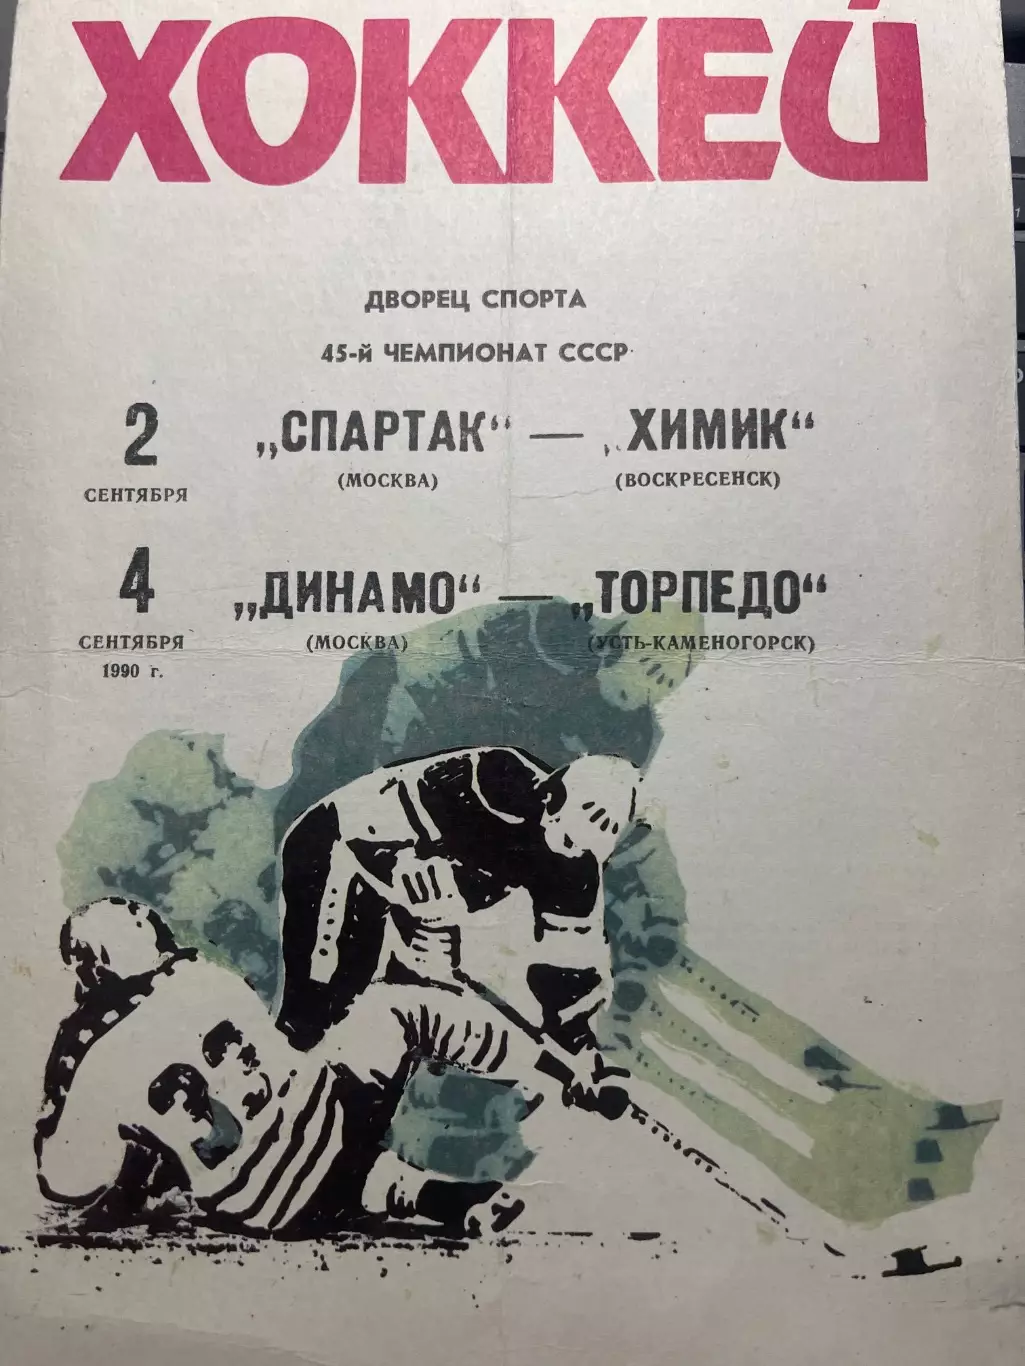 ХОККЕЙ
ДВОРЕЦ СПОРТА
45-й ЧЕМПИОНАТ СССР
2 „СПАРТАК“ — „ХИМИК“
СЕНТЯБРЯ (МОСКВА) (ВОСКРЕСЕНСК)
4 „ДИНАМО“ — „ТОРПЕДО“
СЕНТЯБРЯ (МОСКВА) (УСТЬ-КАМЕНОГОРСК)
1990 г.